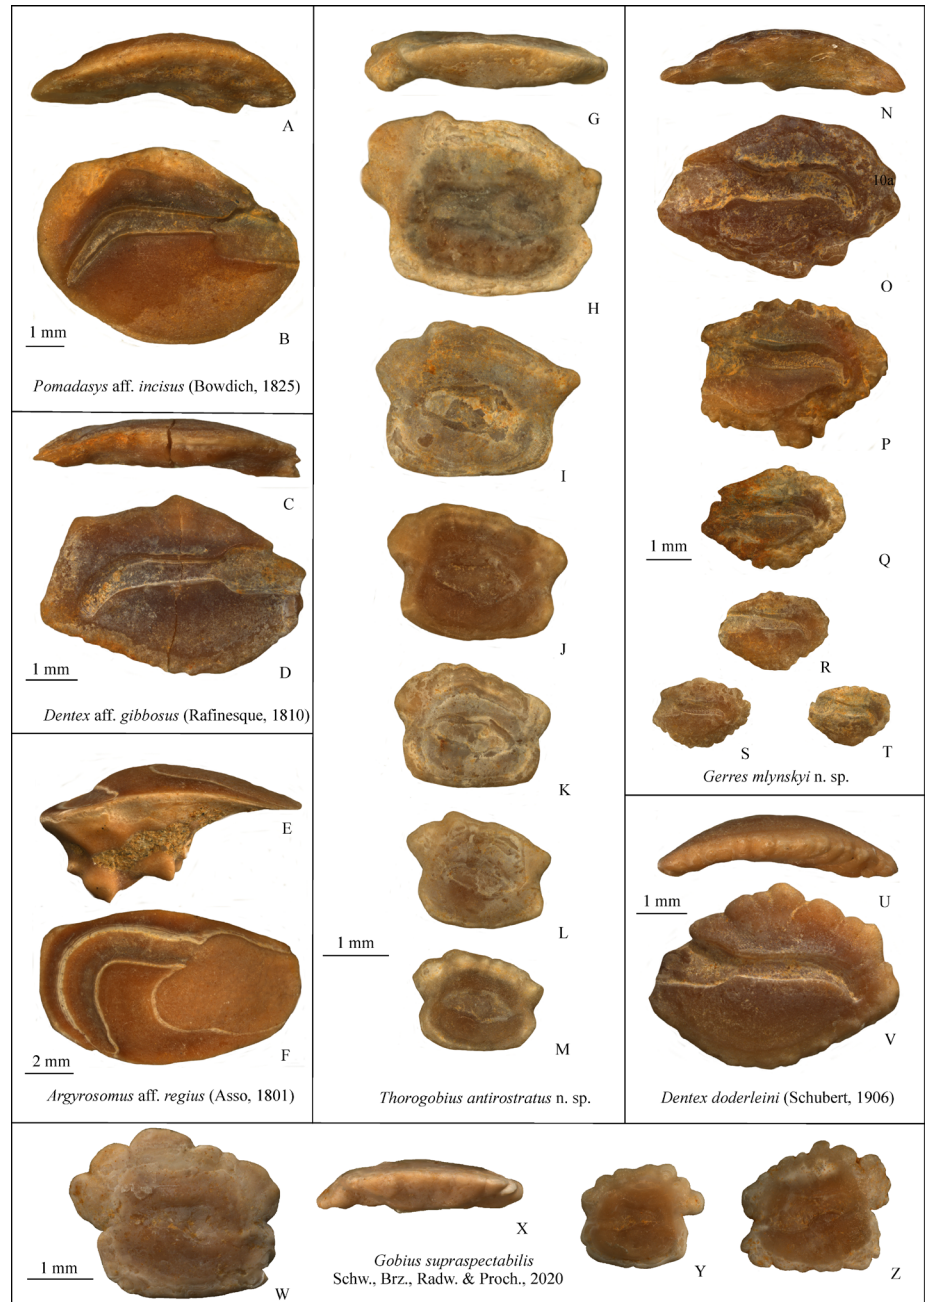 A
B
1 mm
Pomadasys aff. incisus (Bowdich, 1825)
C
D
1 mm
Dentex aff. gibbosus (Rafinesque, 1810)
E
F
2 mm
Argyrosomus aff. regius (Asso, 1801)
G
H
I
J
K
L
1 mm
M
Thorogobius antirostratus n. sp.
N
10a
O
P
Q
1 mm
R
S
T
Gerres mlynskyi n. sp.
U
1 mm
V
Dentex doderleini (Schubert, 1906)
W
1 mm
X
Gobius supraspectabilis
Schw., Brz., Radw. & Proch., 2020
Y
Z